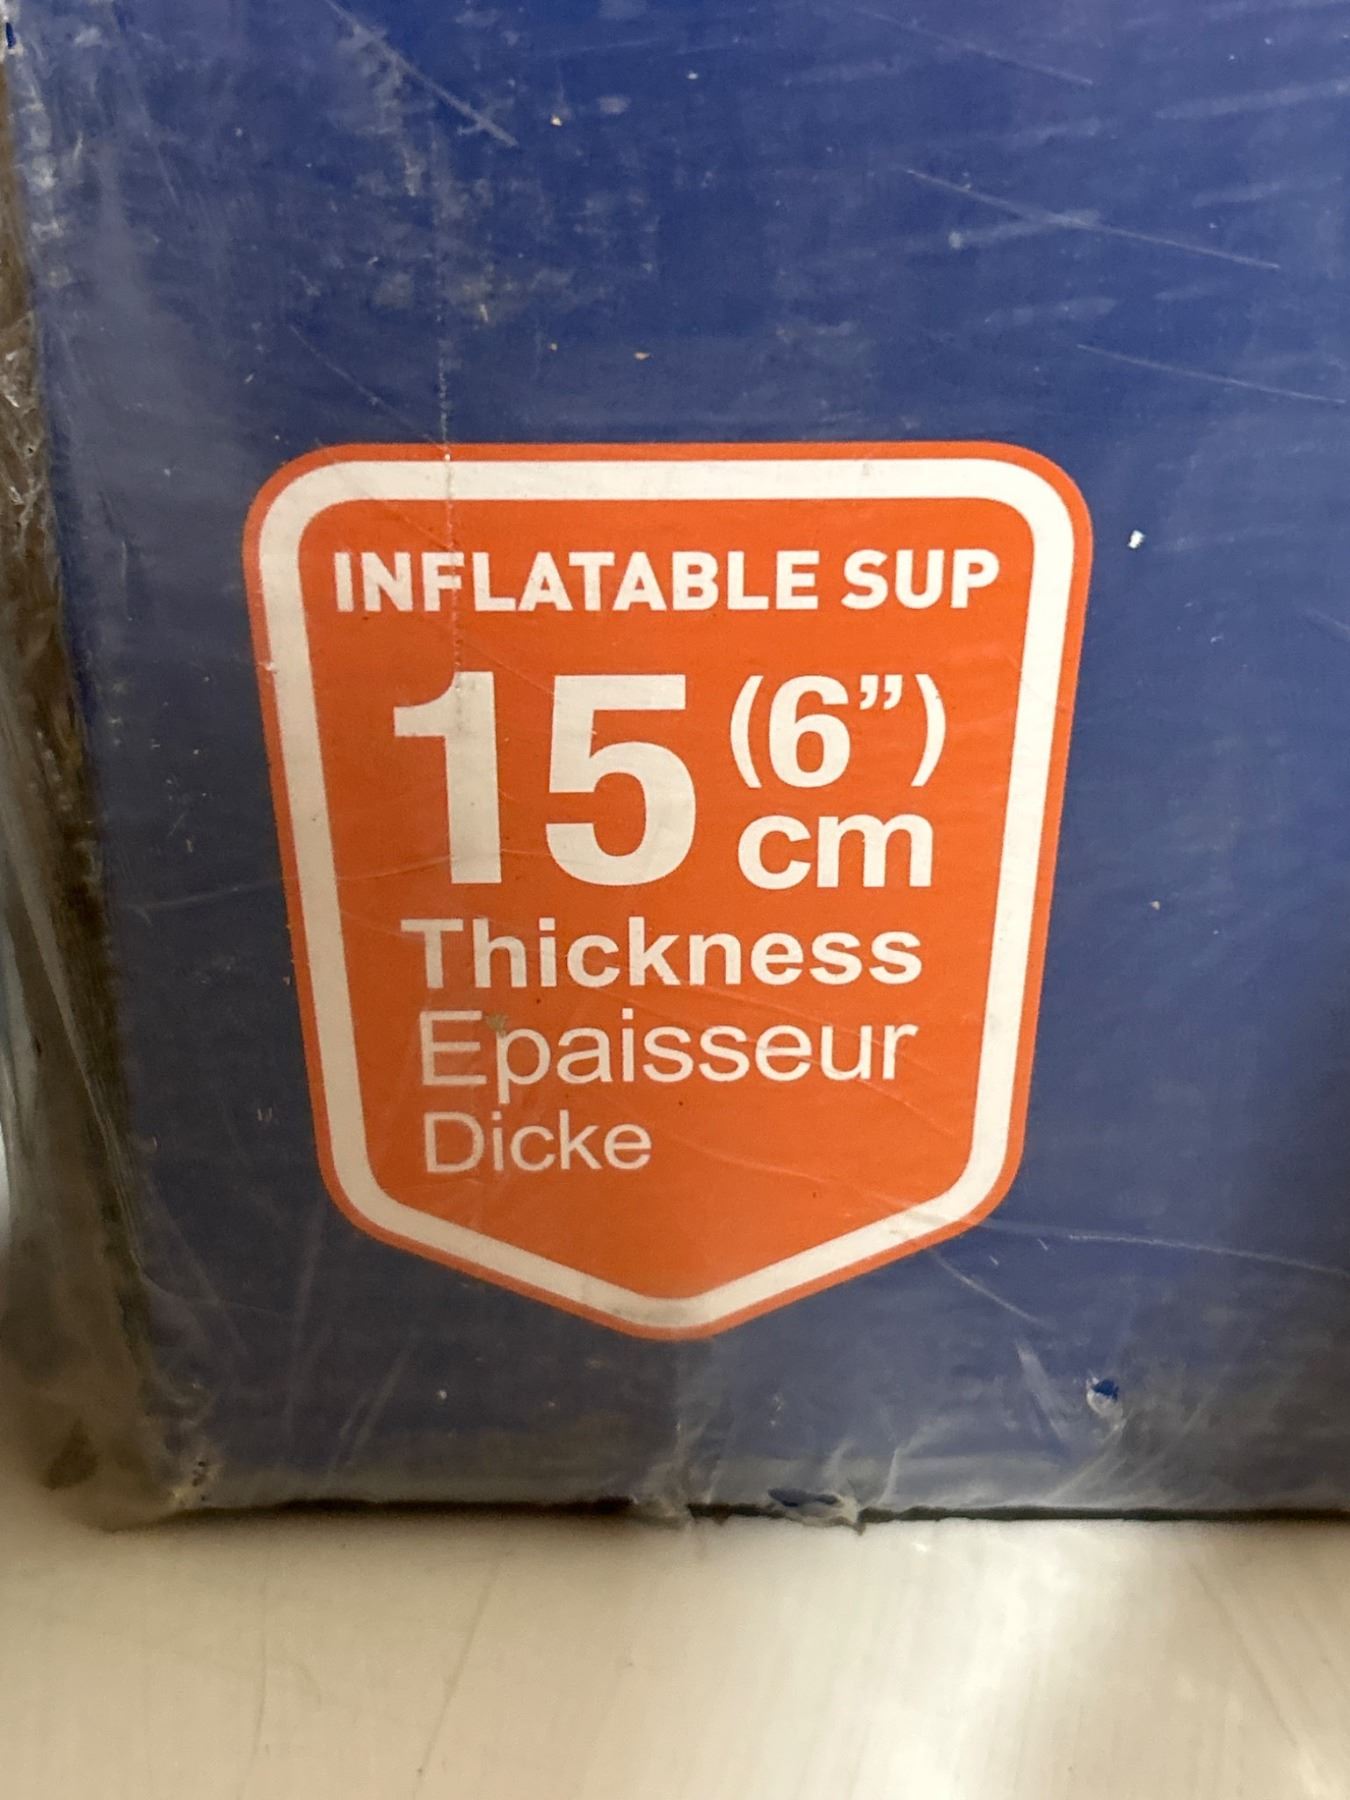 INFLATABLE SUP
15 (6”)
cm
Thickness
Epaisseur
Dicke